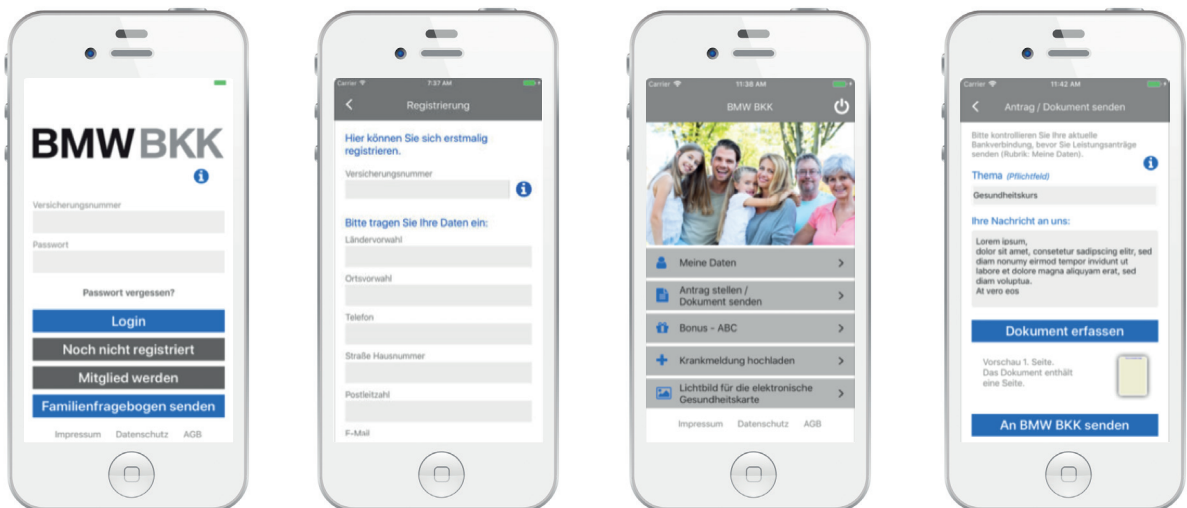 BMW BKK
Versicherungsnummer
Passwort
Passwort vergessen?
Login
Noch nicht registriert
Mitglied werden
Familienfragebogen senden
Impressum Datenschutz AGB
Carrier 7:37 AM
Registrierung
Hier können Sie sich erstmalig
registrieren.
Versicherungsnummer
Bitte tragen Sie Ihre Daten ein:
Ländervorwahl
Ortsvorwahl
Telefon
Straße Hausnummer
Postleitzahl
E-Mail
Carrier 11:38 AM
BMW BKK
Meine Daten
Antrag stellen /
Dokument senden
Bonus - ABC
Krankmeldung hochladen
Lichtbild für die elektronische
Gesundheitskarte
Impressum Datenschutz AGB
Carrier 11:42 AM
Antrag / Dokument senden
Bitte kontrollieren Sie Ihre aktuelle
Bankverbindung, bevor Sie Leistungsanträge
senden (Rubrik: Meine Daten).
Thema (Pflichtfeld)
Gesundheitskurs
Ihre Nachricht an uns:
Lorem ipsum,
dolor sit amet, consetetur sadipscing elitr, sed
diam nonumy eirmod tempor invidunt ut
labore et dolore magna aliquyam erat, sed
diam voluptua.
At vero eos
Dokument erfassen
Vorschau 1. Seite.
Das Dokument enthält
eine Seite.
An BMW BKK senden